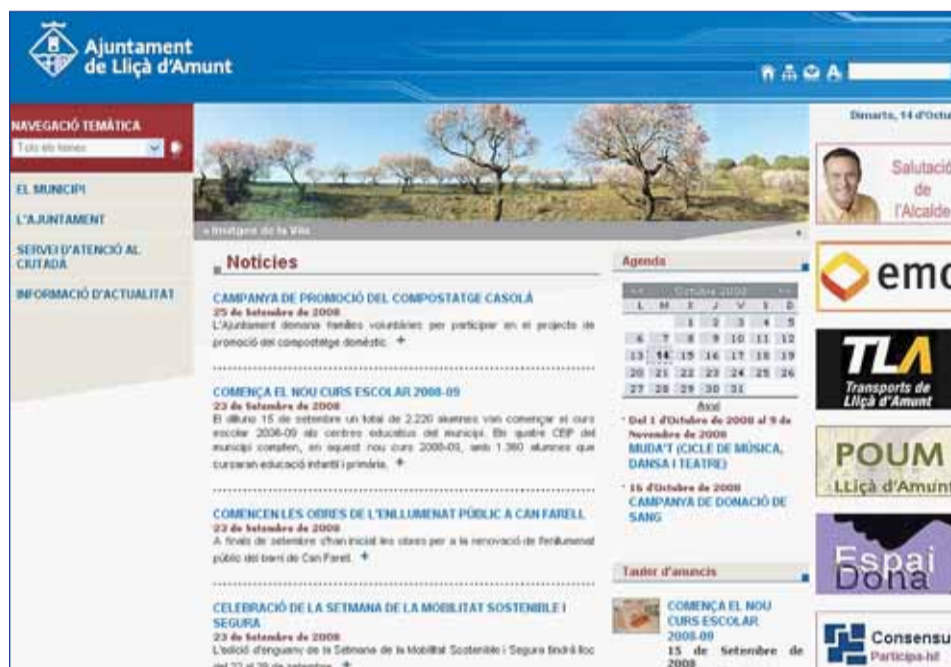 Ajuntament
de Lliçà d'Amunt
Dimarts, 14 d'Octu
NAVEGACIÓ TEMÀTICA
Tots els temes
EL MUNICIPI
L'AJUNTAMENT
SERVEI D'ATENCIÓ AL
CIUTADÀ
INFORMACIÓ D'ACTUALITAT
» Imatges de la Vila
Notícies
CAMPANYA DE PROMOCIÓ DEL COMPOSTATGE CASOLÀ
25 de Setembre de 2008
L'Ajuntament demana famílies voluntàries per participar en el projecte de
promoció del compostatge domèstic. +
COMENÇA EL NOU CURS ESCOLAR 2008-09
23 de Setembre de 2008
El dilluns 15 de setembre un total de 2.220 alumnes van començar el curs
escolar 2008-09 als centres educatius del municipi. Els quatre CEIP del
municipi compten, en aquest nou curs 2008-09, amb 1.360 alumnes que
cursaran educació infantil i primària. +
COMENCEN LES OBRES DE L'ENLLUMENAT PÚBLIC A CAN FARELL
23 de Setembre de 2008
A finals de setembre s'han iniciat les obres per a la renovació de l'enllumenat
públic del barri de Can Farell. +
CELEBRACIÓ DE LA SETMANA DE LA MOBILITAT SOSTENIBLE I
SEGURA
23 de Setembre de 2008
L'edició d'enguany de la Setmana de la Mobilitat Sostenible i Segura tindrà lloc
del 22 al 29 de setembre. +
Agenda
<< Octubre 2008 >>
L M X J V S D
1 2 3 4 5
6 7 8 9 10 11 12
13 14 15 16 17 18 19
20 21 22 23 24 25 26
27 28 29 30 31
Avui
Del 1 d'Octubre de 2008 al 9 de
Novembre de 2008
MUDA'T (CICLE DE MÚSICA,
DANSA I TEATRE)
16 d'Octubre de 2008
CAMPANYA DE DONACIÓ DE
SANG
Tauler d'anuncis
COMENÇA EL NOU
CURS ESCOLAR
2008-09
15 de Setembre de
2008
Salutació
de
l'Alcalde
emo
TLA
Transports de
Lliçà d'Amunt
POUM
LLiçà d'Amunt
Espai
Dona
Consensu
Participa-hi!